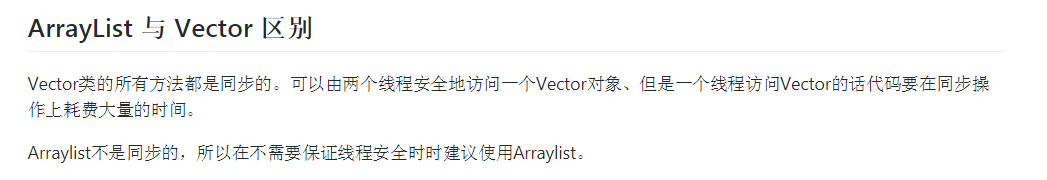 ArrayList 与 Vector 区别
Vector类的所有方法都是同步的。可以由两个线程安全地访问一个Vector对象、但是一个线程访问Vector的话代码要在同步操
作上耗费大量的时间。
Arraylist不是同步的，所以在不需要保证线程安全时时建议使用Arraylist。